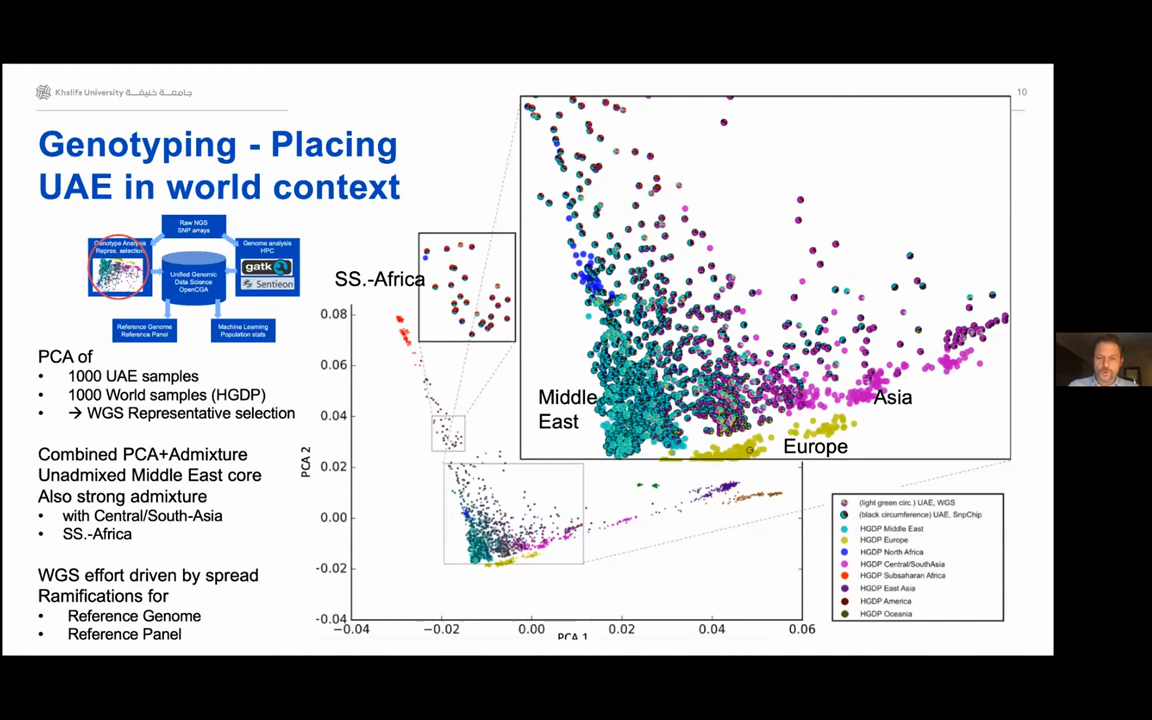 Khalifa University جامعة خليفة
10
Genotyping - Placing
UAE in world context
Raw NGS
SNP arrays
Genotype Analysis
Repres. selection
Genome analysis
HPC
gatk
Sentieon
Unified Genomic
Data Science
OpenCGA
Reference Genome
Reference Panel
Machine Learning
Population stats
PCA of
• 1000 UAE samples
• 1000 World samples (HGDP)
• → WGS Representative selection
Combined PCA+Admixture
Unadmixed Middle East core
Also strong admixture
• with Central/South-Asia
• SS.-Africa
WGS effort driven by spread
Ramifications for
• Reference Genome
• Reference Panel
SS.-Africa
Middle
East
Asia
Europe
PCA 2
0.08
0.06
0.04
0.02
0.00
-0.02
-0.04
−0.04
−0.02
0.00
0.02
0.04
0.06
PCA 1
(light green circ.) UAE, WGS
(black circumference) UAE, SnpChip
HGDP Middle East
HGDP Europe
HGDP North Africa
HGDP Central/SouthAsia
HGDP Subsaharan Africa
HGDP East Asia
HGDP America
HGDP Oceania